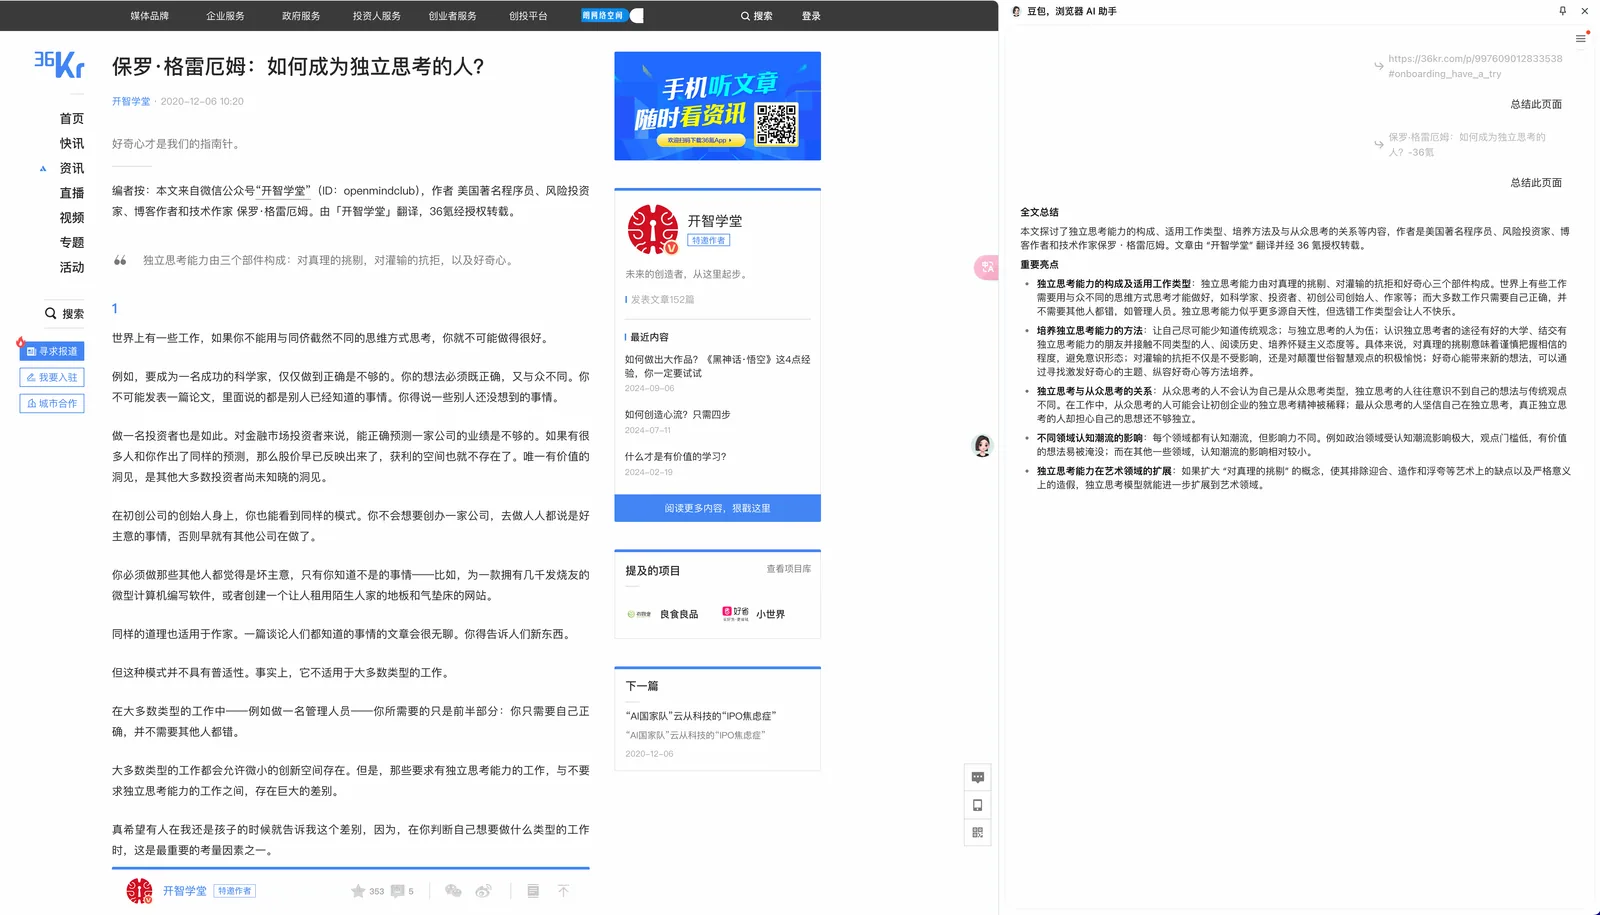 媒体品牌 企业服务 政府服务 投资人服务 创业者服务 创投平台 搜索 登录
36Kr
首页
快讯
资讯
直播
视频
专题
活动
搜索
寻求报道
我要入驻
城市合作
保罗·格雷厄姆：如何成为独立思考的人？
开智学堂 · 2020-12-06 10:20
好奇心才是我们的指南针。
编者按：本文来自微信公众号“开智学堂”（ID：openmindclub），作者 美国著名程序员、风险投资
家、博客作者和技术作家 保罗·格雷厄姆。由「开智学堂」翻译，36氪经授权转载。
独立思考能力由三个部件构成：对真理的挑剔，对灌输的抗拒，以及好奇心。
1
世界上有一些工作，如果你不能用与同侪截然不同的思维方式思考，你就不可能做得很好。
例如，要成为一名成功的科学家，仅仅做到正确是不够的。你的想法必须既正确，又与众不同。你
不可能发表一篇论文，里面说的都是别人已经知道的事情。你得说一些别人还没想到的事情。
做一名投资者也是如此。对金融市场投资者来说，能正确预测一家公司的业绩是不够的。如果有很
多人和你作出了同样的预测，那么股价早已反映出来了，获利的空间也就不存在了。唯一有价值的
洞见，是其他大多数投资者尚未知晓的洞见。
在初创公司的创始人身上，你也能看到同样的模式。你不会想要创办一家公司，去做人人都说是好
主意的事情，否则早就有其他公司在做了。
你必须做那些其他人都觉得是坏主意，只有你知道不是的事情——比如，为一款拥有几千发烧友的
微型计算机编写软件，或者创建一个让人租用陌生人家的地板和气垫床的网站。
同样的道理也适用于作家。一篇谈论人们都知道的事情的文章会很无聊。你得告诉人们新东西。
但这种模式并不具有普适性。事实上，它不适用于大多数类型的工作。
在大多数类型的工作中——例如做一名管理人员——你所需要的只是前半部分：你只需要自己正
确，并不需要其他人都错。
大多数类型的工作都会允许微小的创新空间存在。但是，那些要求有独立思考能力的工作，与不要
求独立思考能力的工作之间，存在巨大的差别。
真希望有人在我还是孩子的时候就告诉我这个差别，因为，在你判断自己想要做什么类型的工作
时，这是最重要的考量因素之一。
开智学堂 特邀作者 353 5
手机听文章
随时看资讯
欢迎扫码下载36氪App
开智学堂
特邀作者
未来的创造者，从这里起步。
发表文章152篇
最近内容
如何做出大作品？《黑神话·悟空》这4点经
验，你一定要试试
2024-09-06
如何创造心流？只需四步
2024-07-11
什么才是有价值的学习？
2024-02-19
阅读更多内容，狠戳这里
提及的项目 查看项目库
良食良品 好省 小世界
下一篇
“AI国家队”云从科技的“IPO焦虑症”
“AI国家队”云从科技的“IPO焦虑症”
2020-12-06
豆包，浏览器 AI 助手
https://36kr.com/p/997609012833538
#onboarding_have_a_try
总结此页面
保罗·格雷厄姆：如何成为独立思考的
人？-36氪
总结此页面
全文总结
本文探讨了独立思考能力的构成、适用工作类型、培养方法及与从众思考的关系等内容，作者是美国著名程序员、风险投资家、博
客作者和技术作家保罗·格雷厄姆。文章由 “开智学堂” 翻译并经 36 氪授权转载。
重要亮点
• 独立思考能力的构成及适用工作类型：独立思考能力由对真理的挑剔、对灌输的抗拒和好奇心三个部件构成。世界上有些工作
需要用与众不同的思维方式思考才能做好，如科学家、投资者、初创公司创始人、作家等；而大多数工作只需要自己正确，并
不需要其他人都错，如管理人员。独立思考能力似乎更多源自天性，但选错工作类型会让人不快乐。
• 培养独立思考能力的方法：让自己尽可能少知道传统观念；与独立思考的人为伍；认识独立思考者的途径有好的大学、结交有
独立思考能力的朋友并接触不同类型的人、阅读历史、培养怀疑主义态度等。具体来说，对真理的挑剔意味着谨慎把握相信的
程度，避免意识形态；对灌输的抗拒不仅是不受影响，还是对颠覆世俗智慧观点的积极愉悦；好奇心能带来新的想法，可以通
过寻找激发好奇心的主题、纵容好奇心等方法培养。
• 独立思考与从众思考的关系：从众思考的人不会认为自己是从众思考类型，独立思考的人往往意识不到自己的想法与传统观点
不同。在工作中，从众思考的人可能会让初创企业的独立思考精神被稀释；最从众思考的人坚信自己在独立思考，真正独立思
考的人却担心自己的思想还不够独立。
• 不同领域认知潮流的影响：每个领域都有认知潮流，但影响力不同。例如政治领域受认知潮流影响极大，观点门槛低，有价值
的想法易被淹没；而在其他一些领域，认知潮流的影响相对较小。
• 独立思考能力在艺术领域的扩展：如果扩大 “对真理的挑剔” 的概念，使其排除迎合、造作和浮夸等艺术上的缺点以及严格意义
上的造假，独立思考模型就能进一步扩展到艺术领域。